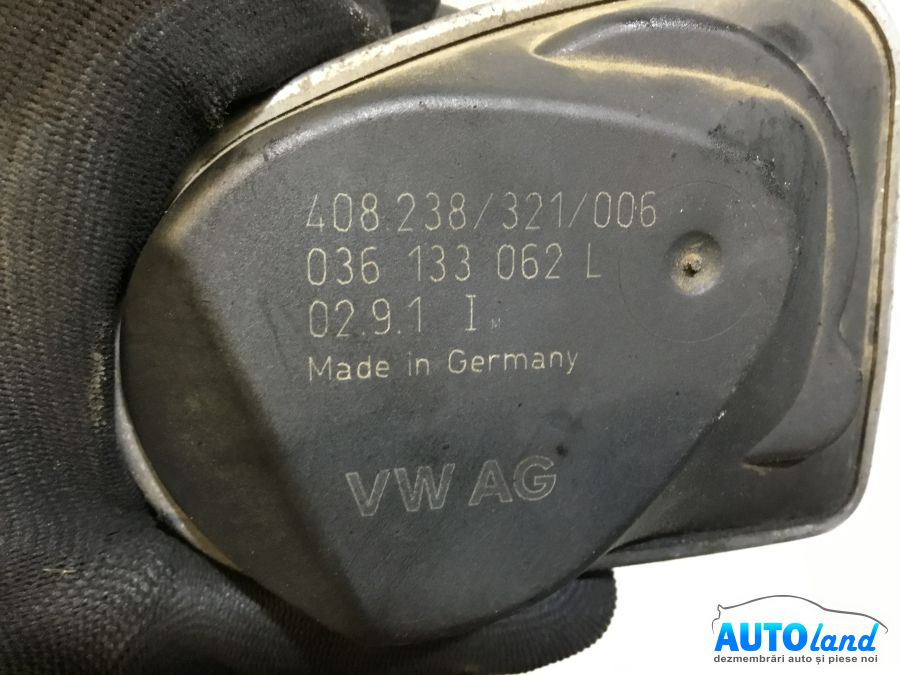 408 238/321/006
036 133 062 L
02.9.1 I M
Made in Germany
VW AG
AUTOland
dezmembrări auto și piese noi